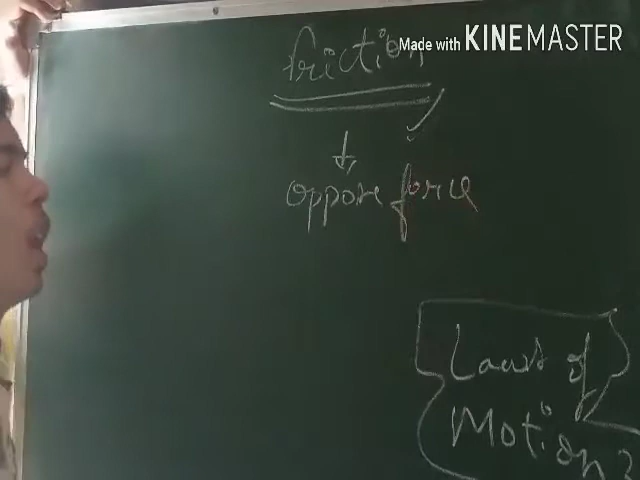 friction
Made with KINEMASTER
oppose force
Laws of
Motion